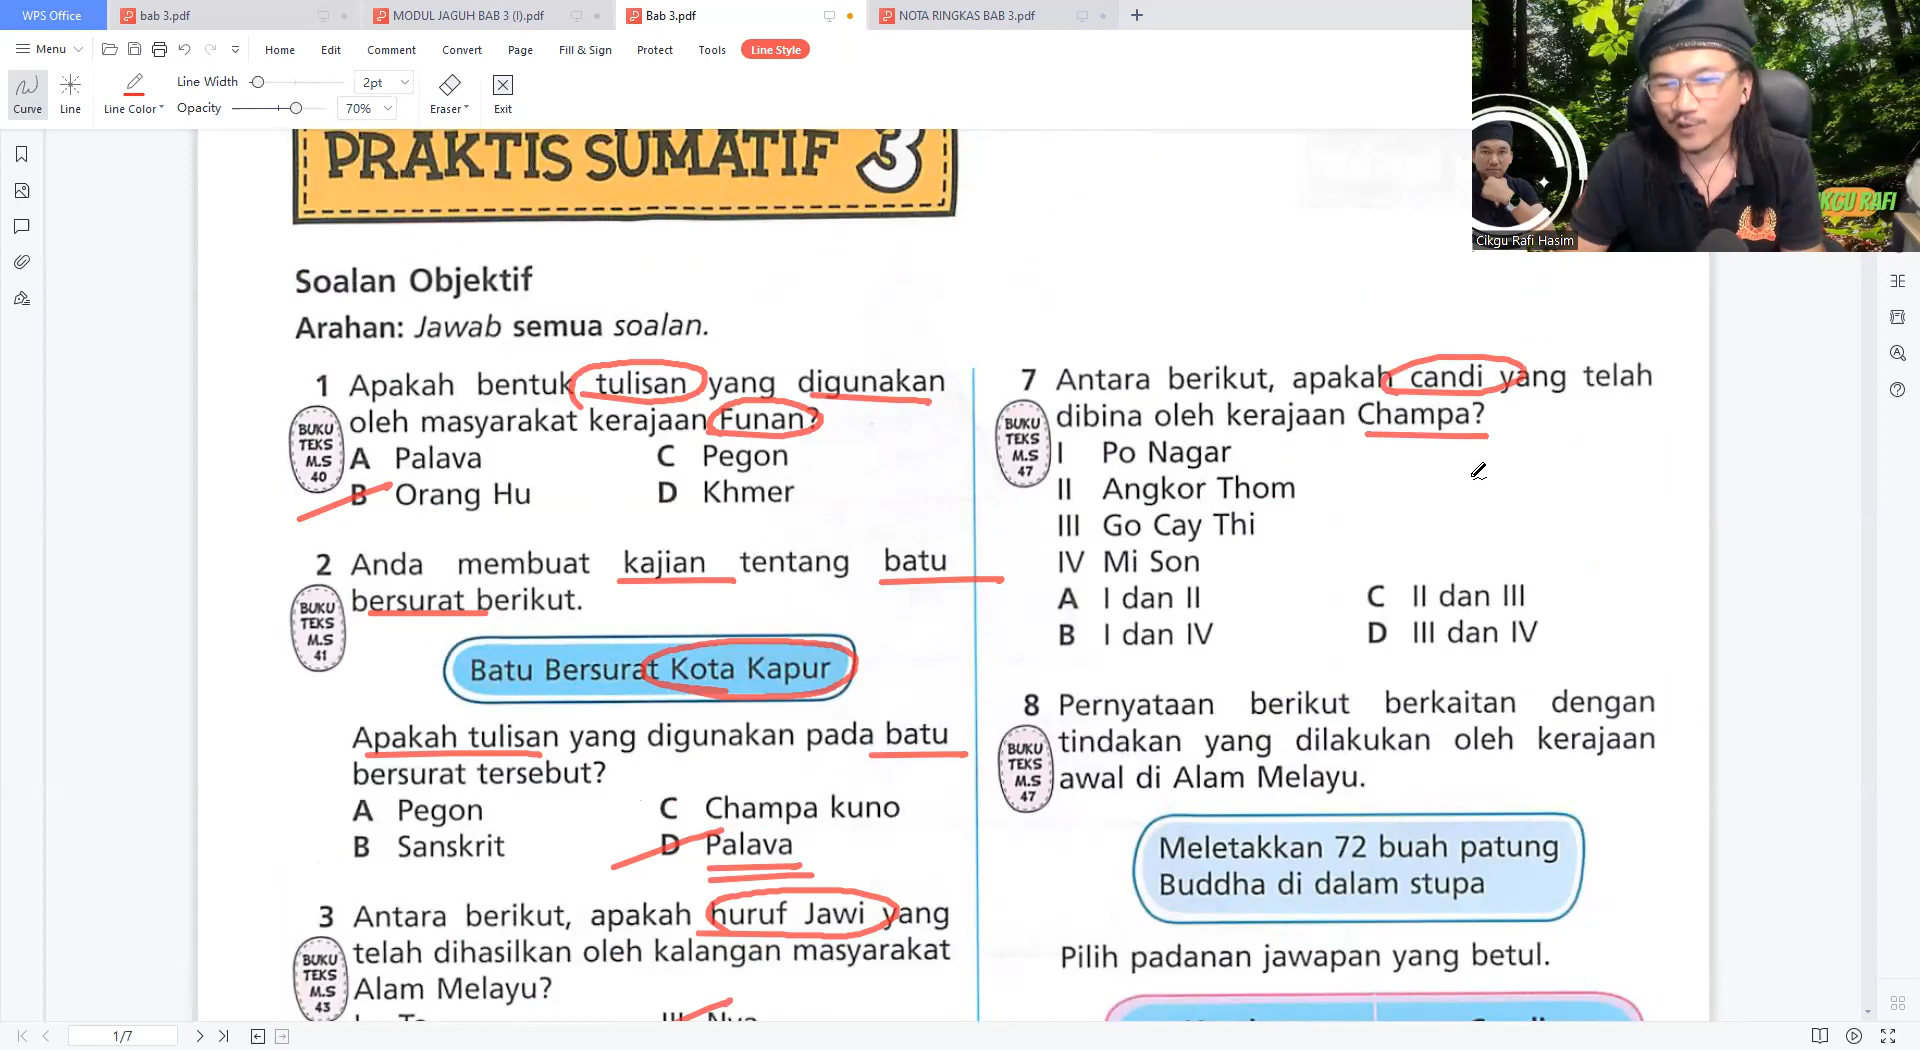 WPS Office
bab 3.pdf
MODUL JAGUH BAB 3 (I).pdf
Bab 3.pdf
NOTA RINGKAS BAB 3.pdf
Menu
Home
Edit
Comment
Convert
Page
Fill & Sign
Protect
Tools
Line Style
Curve
Line
Line Color
Line Width
2pt
Opacity
70%
Eraser
Exit
CIKGU RAFI
Cikgu Rafi Hasim
PRAKTIS SUMATIF 3
Soalan Objektif
Arahan: Jawab semua soalan.
1 Apakah bentuk tulisan yang digunakan
oleh masyarakat kerajaan Funan?
BUKU
TEKS
M.S
40
A Palava
C Pegon
B Orang Hu
D Khmer
2 Anda membuat kajian tentang batu
bersurat berikut.
BUKU
TEKS
M.S
41
Batu Bersurat Kota Kapur
Apakah tulisan yang digunakan pada batu
bersurat tersebut?
A Pegon
C Champa kuno
B Sanskrit
D Palava
3 Antara berikut, apakah huruf Jawi yang
telah dihasilkan oleh kalangan masyarakat
Alam Melayu?
BUKU
TEKS
M.S
43
7 Antara berikut, apakah candi yang telah
dibina oleh kerajaan Champa?
BUKU
TEKS
M.S
47
I Po Nagar
II Angkor Thom
III Go Cay Thi
IV Mi Son
A I dan II
C II dan III
B I dan IV
D III dan IV
8 Pernyataan berikut berkaitan dengan
tindakan yang dilakukan oleh kerajaan
awal di Alam Melayu.
BUKU
TEKS
M.S
47
Meletakkan 72 buah patung
Buddha di dalam stupa
Pilih padanan jawapan yang betul.
1/7